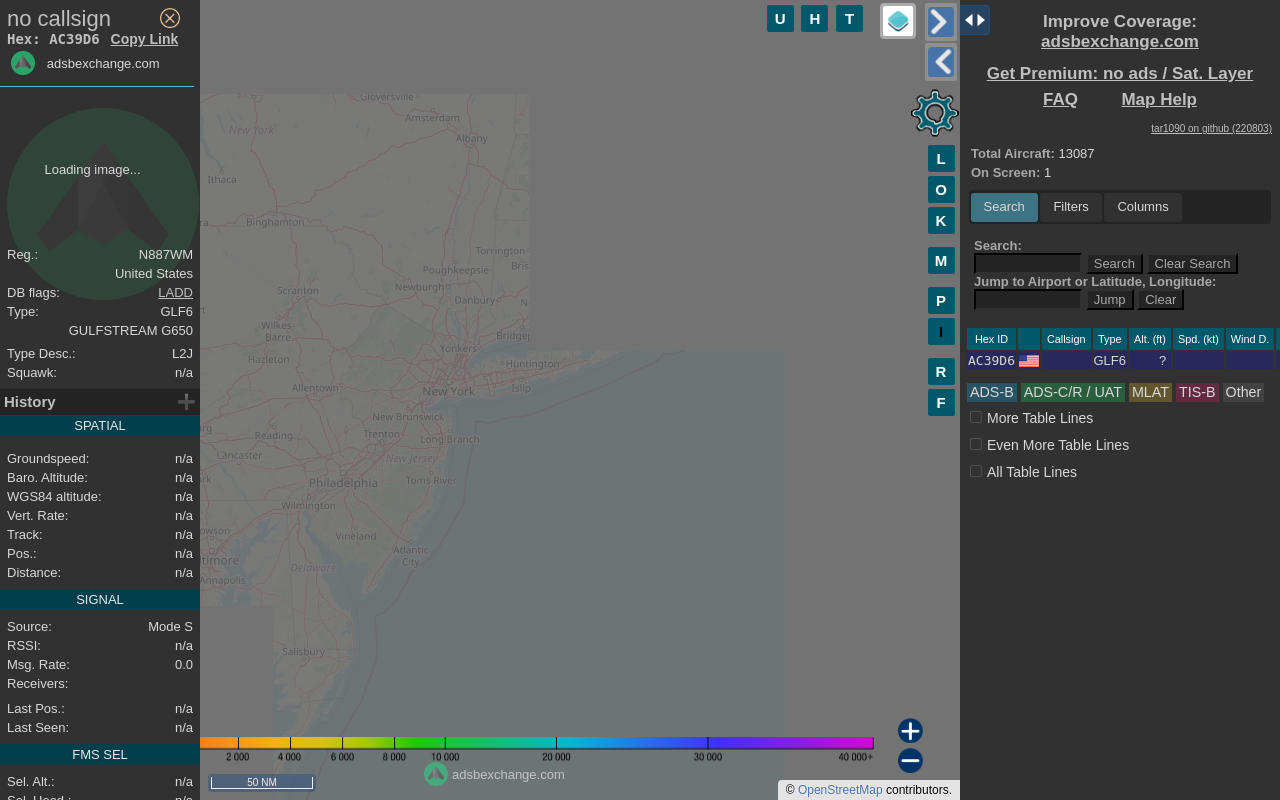 no callsign
Hex: AC39D6 Copy Link
adsbexchange.com
Loading image...
Reg.: N887WM
United States
DB flags: LADD
Type: GLF6
GULFSTREAM G650
Type Desc.: L2J
Squawk: n/a
History
SPATIAL
Groundspeed: n/a
Baro. Altitude: n/a
WGS84 altitude: n/a
Vert. Rate: n/a
Track: n/a
Pos.: n/a
Distance: n/a
SIGNAL
Source: Mode S
RSSI: n/a
Msg. Rate: 0.0
Receivers:
Last Pos.: n/a
Last Seen: n/a
FMS SEL
Sel. Alt.: n/a
Sel. Head.: n/a
U H T
L
O
K
M
P
I
R
F
Gloversville
Amsterdam
New York
Albany
Ithaca
Binghamton
Torrington
Poughkeepsie
Scranton
Newburgh
Danbury
Wilkes-
Barre
Bridgep
Yonkers
Hazleton
Huntington
Allentown
New York
Islip
New Brunswick
Reading
Trenton
Long Branch
Lancaster
New Jersey
Philadelphia
Toms River
Wilmington
Vineland
Atlantic
City
Annapolis
Delaware
Salisbury
2 000 4 000 6 000 8 000 10 000 20 000 30 000 40 000+
50 NM
adsbexchange.com
© OpenStreetMap contributors.
Improve Coverage:
adsbexchange.com
Get Premium: no ads / Sat. Layer
FAQ Map Help
tar1090 on github (220803)
Total Aircraft: 13087
On Screen: 1
Search Filters Columns
Search:
Search Clear Search
Jump to Airport or Latitude, Longitude:
Jump Clear
Hex ID Callsign Type Alt. (ft) Spd. (kt) Wind D.
AC39D6 GLF6 ?
ADS-B ADS-C/R / UAT MLAT TIS-B Other
More Table Lines
Even More Table Lines
All Table Lines